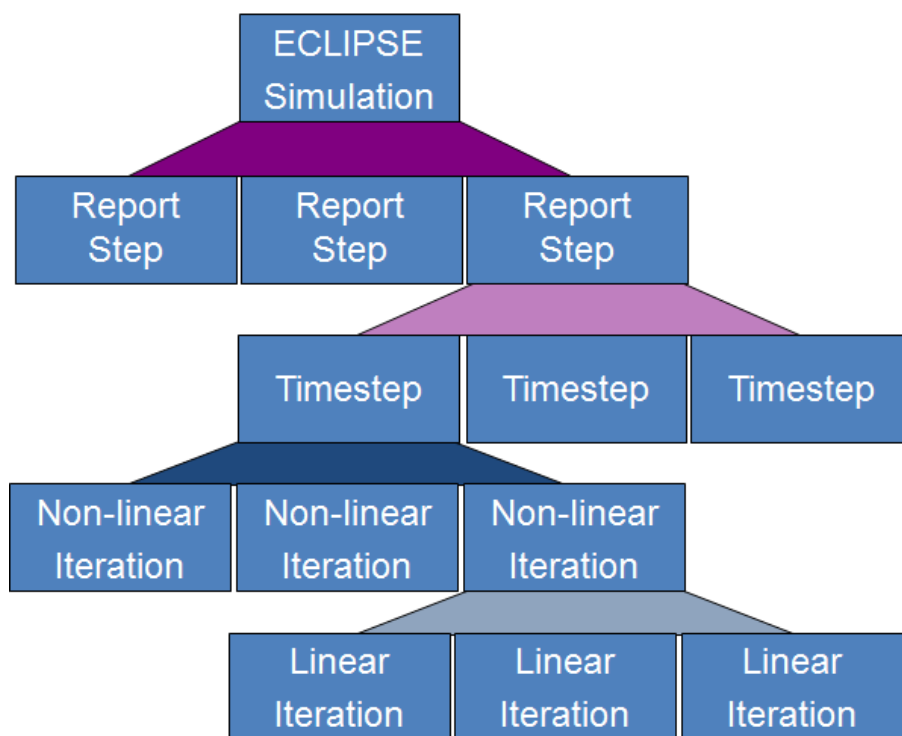 ECLIPSE
Simulation
Report
Step
Report
Step
Report
Step
Timestep
Timestep
Timestep
Non-linear
Iteration
Non-linear
Iteration
Non-linear
Iteration
Linear
Iteration
Linear
Iteration
Linear
Iteration